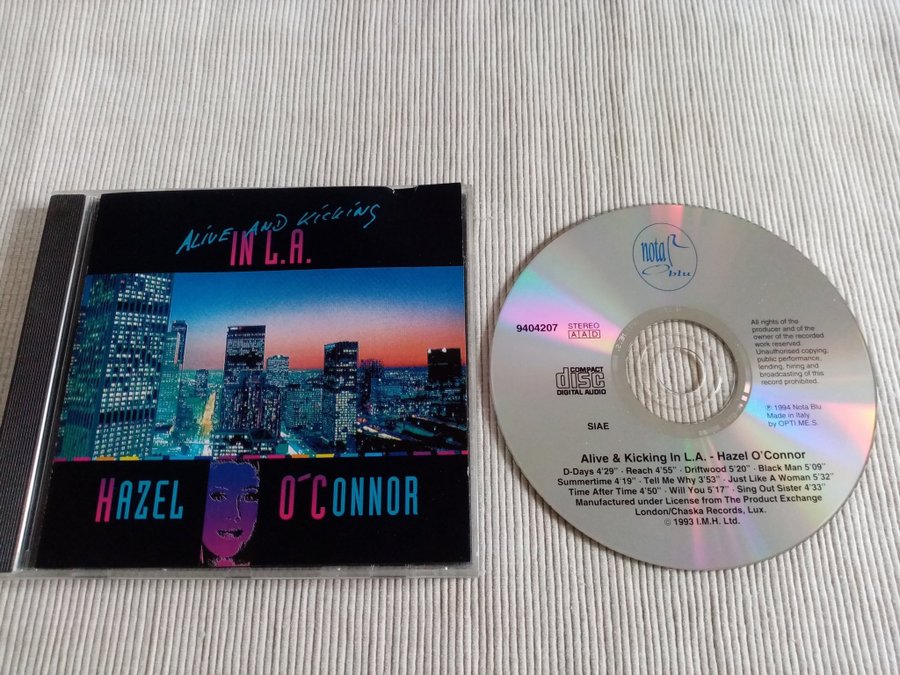 Alive and Kicking
IN L.A.
HAZEL O'CONNOR
nota
blu
9404207
STEREO
AAD
COMPACT
disc
DIGITAL AUDIO
SIAE
All rights of the
producer and of the
owner of the recorded
work reserved.
Unauthorised copying,
public performance,
lending, hiring and
broadcasting of this
record prohibited.
℗ 1994 Nota Blu
Made in Italy
by OPTI.ME.S.
Alive & Kicking In L.A. - Hazel O'Connor
D-Days 4'29" · Reach 4'55" · Driftwood 5'20" · Black Man 5'09"
Summertime 4'19" · Tell Me Why 3'53" · Just Like A Woman 5'32"
Time After Time 4'50" · Will You 5'17" · Sing Out Sister 4'33"
Manufactured under License from The Product Exchange
London/Chaska Records, Lux.
© 1993 I.M.H. Ltd.